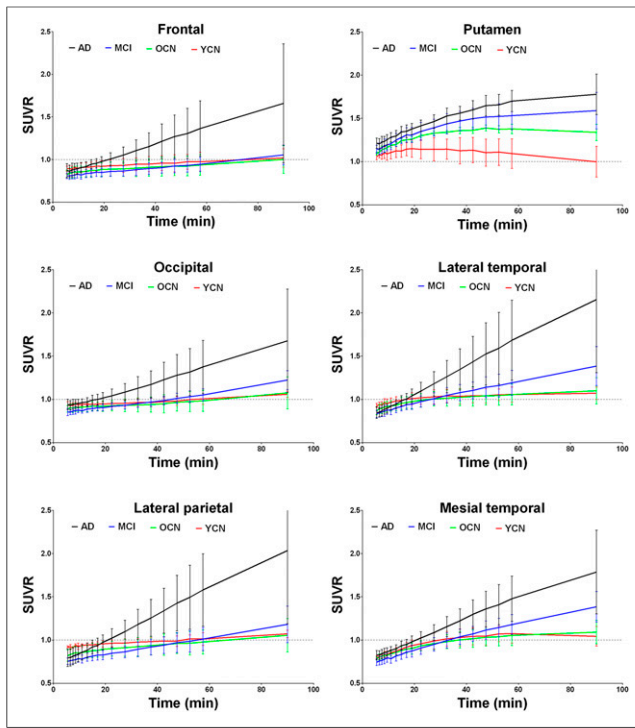 Frontal
AD MCI OCN YCN
SUVR
2.5
2.0
1.5
1.0
0.5
0 20 40 60 80 100
Time (min)
Putamen
AD MCI OCN YCN
SUVR
2.5
2.0
1.5
1.0
0.5
0 20 40 60 80 100
Time (min)
Occipital
AD MCI OCN YCN
SUVR
2.5
2.0
1.5
1.0
0.5
0 20 40 60 80 100
Time (min)
Lateral temporal
AD MCI OCN YCN
SUVR
2.5
2.0
1.5
1.0
0.5
0 20 40 60 80 100
Time (min)
Lateral parietal
AD MCI OCN YCN
SUVR
2.5
2.0
1.5
1.0
0.5
0 20 40 60 80 100
Time (min)
Mesial temporal
AD MCI OCN YCN
SUVR
2.5
2.0
1.5
1.0
0.5
0 20 40 60 80 100
Time (min)